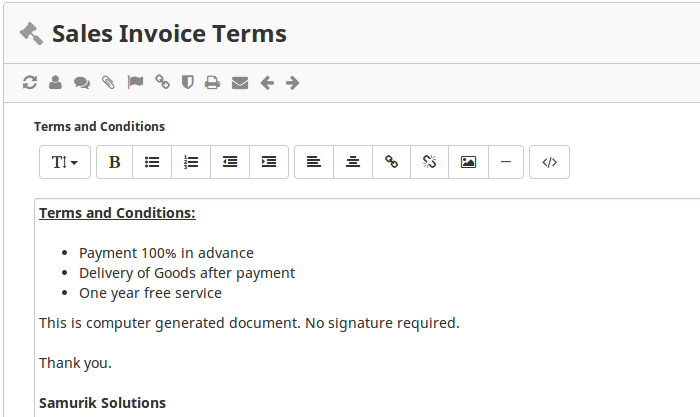 Sales Invoice Terms
Terms and Conditions
T! B </>
Terms and Conditions:
• Payment 100% in advance
• Delivery of Goods after payment
• One year free service
This is computer generated document. No signature required.
Thank you.
Samurik Solutions